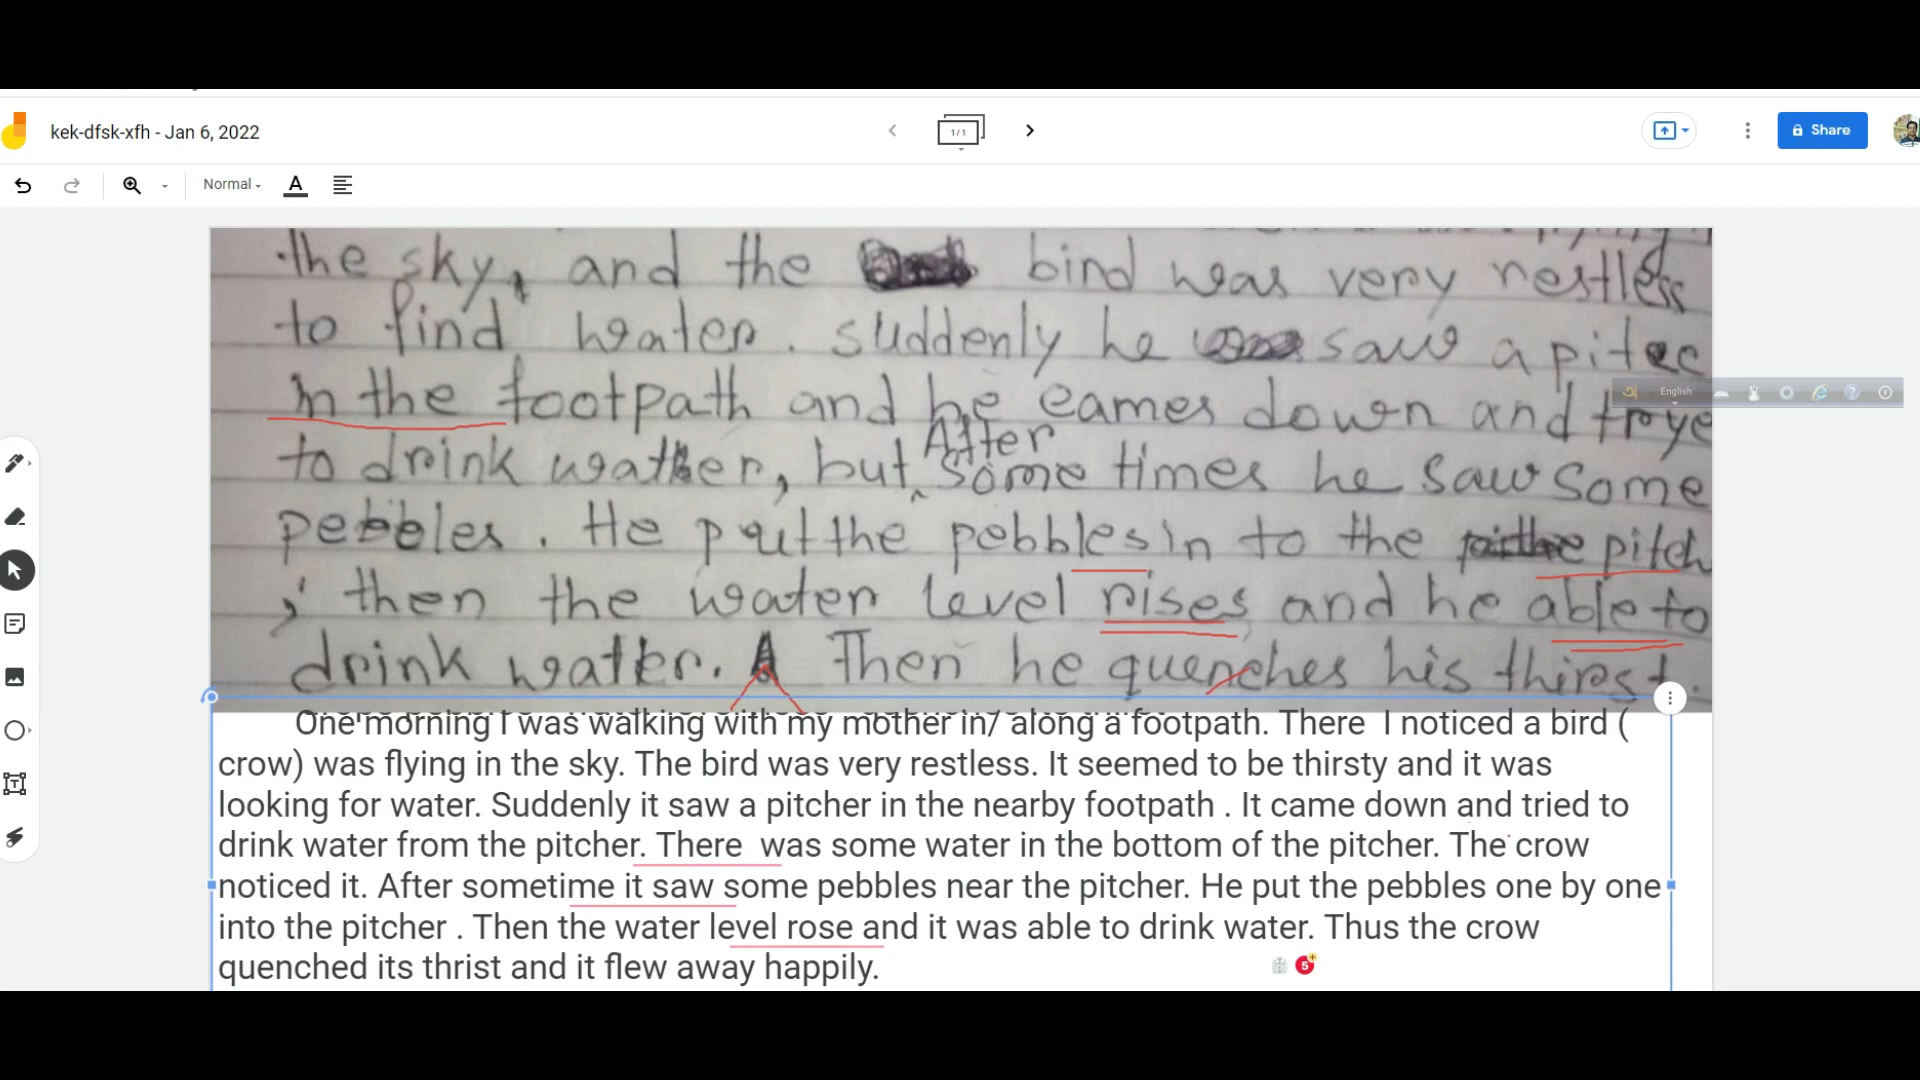 kek-dfsk-xfh - Jan 6, 2022
1/1
Share
Normal
A
the sky, and the bird was very restless
to find water. suddenly he saw a pitec
English
in the footpath and he cames down and troye
After
to drink water, but some times he saw some
pebbles. He put the pebbles in to the pitch
; then the water level rises and he able to
drink water. Then he quenches his thirst.
One morning I was walking with my mother in/ along a footpath. There I noticed a bird (
crow) was flying in the sky. The bird was very restless. It seemed to be thirsty and it was
looking for water. Suddenly it saw a pitcher in the nearby footpath . It came down and tried to
drink water from the pitcher. There was some water in the bottom of the pitcher. The crow
noticed it. After sometime it saw some pebbles near the pitcher. He put the pebbles one by one
into the pitcher . Then the water level rose and it was able to drink water. Thus the crow
quenched its thrist and it flew away happily.
5